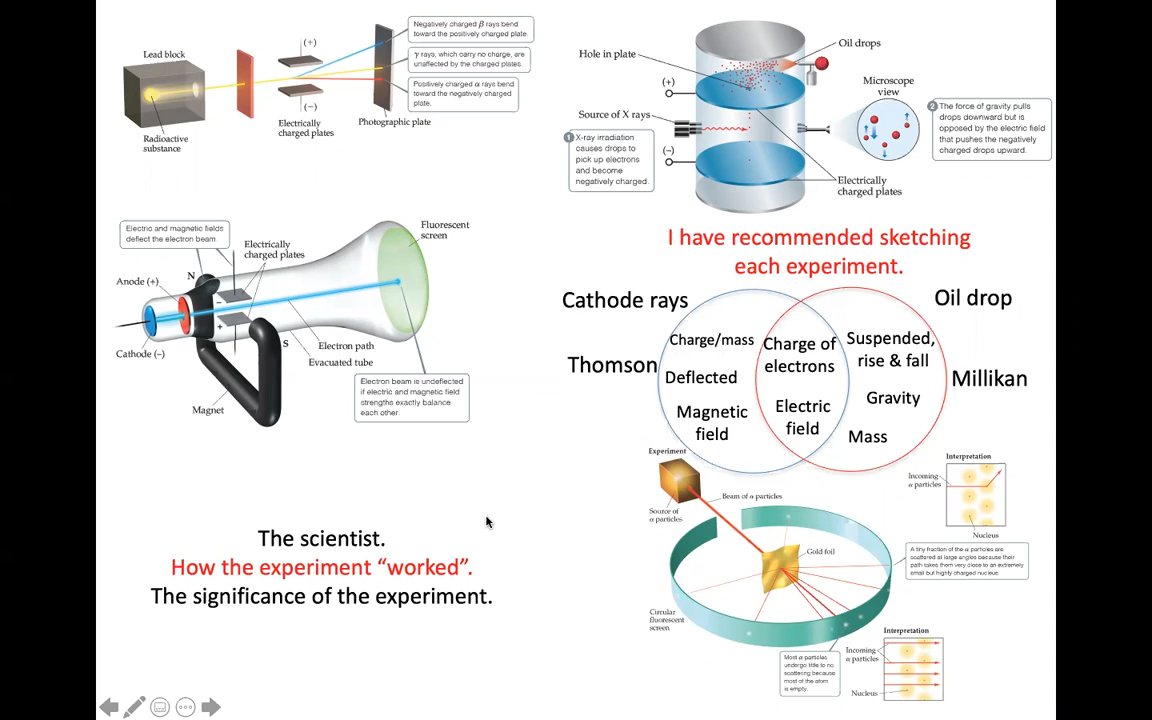 Negatively charged β rays bend
toward the positively charged plate.
Lead block
(+)
γ rays, which carry no charge, are
unaffected by the charged plates.
Positively charged α rays bend
toward the negatively charged
plate.
(−)
Radioactive
substance
Electrically
charged plates
Photographic plate
Oil drops
Hole in plate
(+)
Microscope
view
Source of X rays
1 X-ray irradiation
causes drops to
pick up electrons
and become
negatively charged.
(−)
2 The force of gravity pulls
drops downward but is
opposed by the electric field
that pushes the negatively
charged drops upward.
Electrically
charged plates
Electric and magnetic fields
deflect the electron beam.
Electrically
charged plates
Fluorescent
screen
N
Anode (+)
−
+
S
Cathode (−)
Electron path
Evacuated tube
Magnet
Electron beam is undeflected
if electric and magnetic field
strengths exactly balance
each other.
I have recommended sketching
each experiment.
Cathode rays
Oil drop
Thomson
Millikan
Charge/mass
Deflected
Magnetic
field
Charge of
electrons
Electric
field
Suspended,
rise & fall
Gravity
Mass
The scientist.
How the experiment “worked”.
The significance of the experiment.
Experiment
Beam of α particles
Source of
α particles
Gold foil
Circular
fluorescent
screen
Most α particles
undergo little to no
scattering because
most of the atom
is empty.
Interpretation
Incoming
α particles
Nucleus
A tiny fraction of the α particles are
scattered at large angles because their
path takes them very close to an extremely
small but highly charged nucleus.
Interpretation
Incoming
α particles
Nucleus